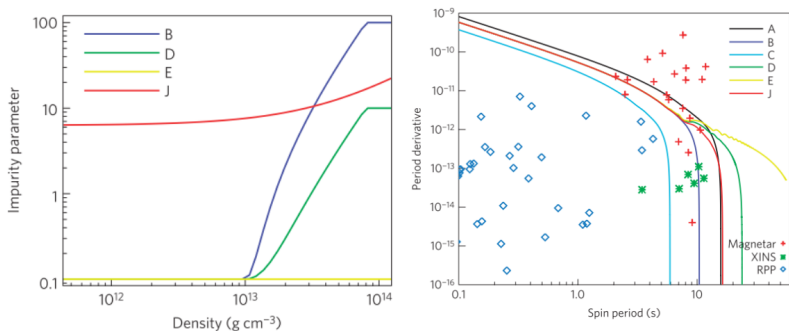 Impurity parameter
100
10
1
0.1
B
D
E
J
10¹²
10¹³
10¹⁴
Density (g cm⁻³)
Period derivative
10⁻⁹
10⁻¹⁰
10⁻¹¹
10⁻¹²
10⁻¹³
10⁻¹⁴
10⁻¹⁵
10⁻¹⁶
A
B
C
D
E
J
Magnetar
XINS
RPP
0.1
1.0
10
Spin period (s)